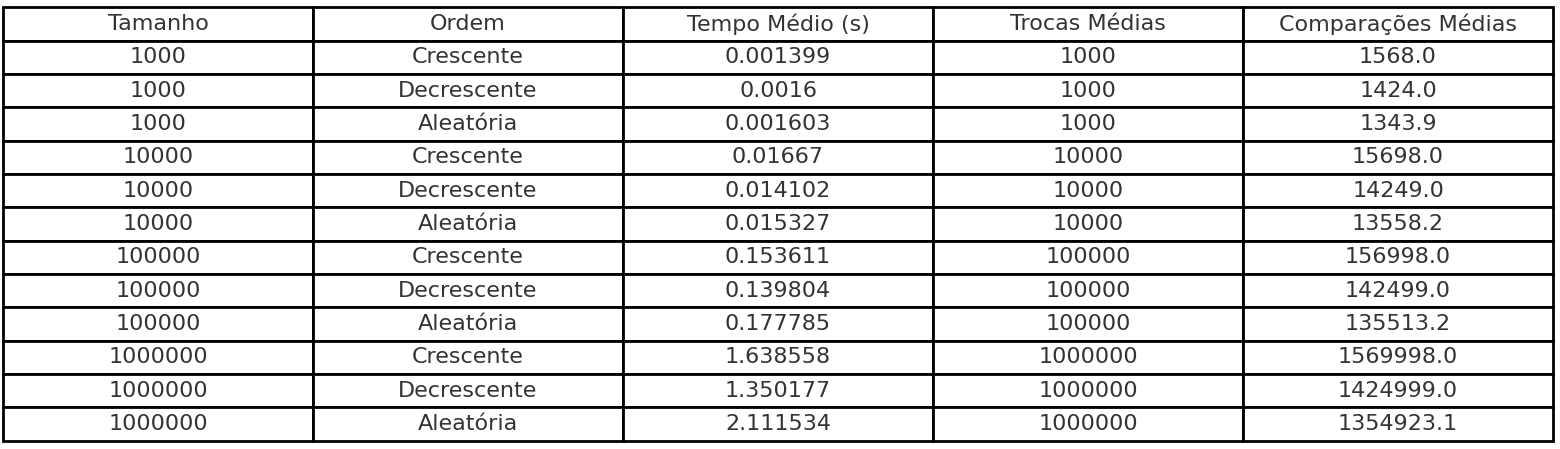 Tamanho Ordem Tempo Médio (s) Trocas Médias Comparações Médias
1000 Crescente 0.001399 1000 1568.0
1000 Decrescente 0.0016 1000 1424.0
1000 Aleatória 0.001603 1000 1343.9
10000 Crescente 0.01667 10000 15698.0
10000 Decrescente 0.014102 10000 14249.0
10000 Aleatória 0.015327 10000 13558.2
100000 Crescente 0.153611 100000 156998.0
100000 Decrescente 0.139804 100000 142499.0
100000 Aleatória 0.177785 100000 135513.2
1000000 Crescente 1.638558 1000000 1569998.0
1000000 Decrescente 1.350177 1000000 1424999.0
1000000 Aleatória 2.111534 1000000 1354923.1